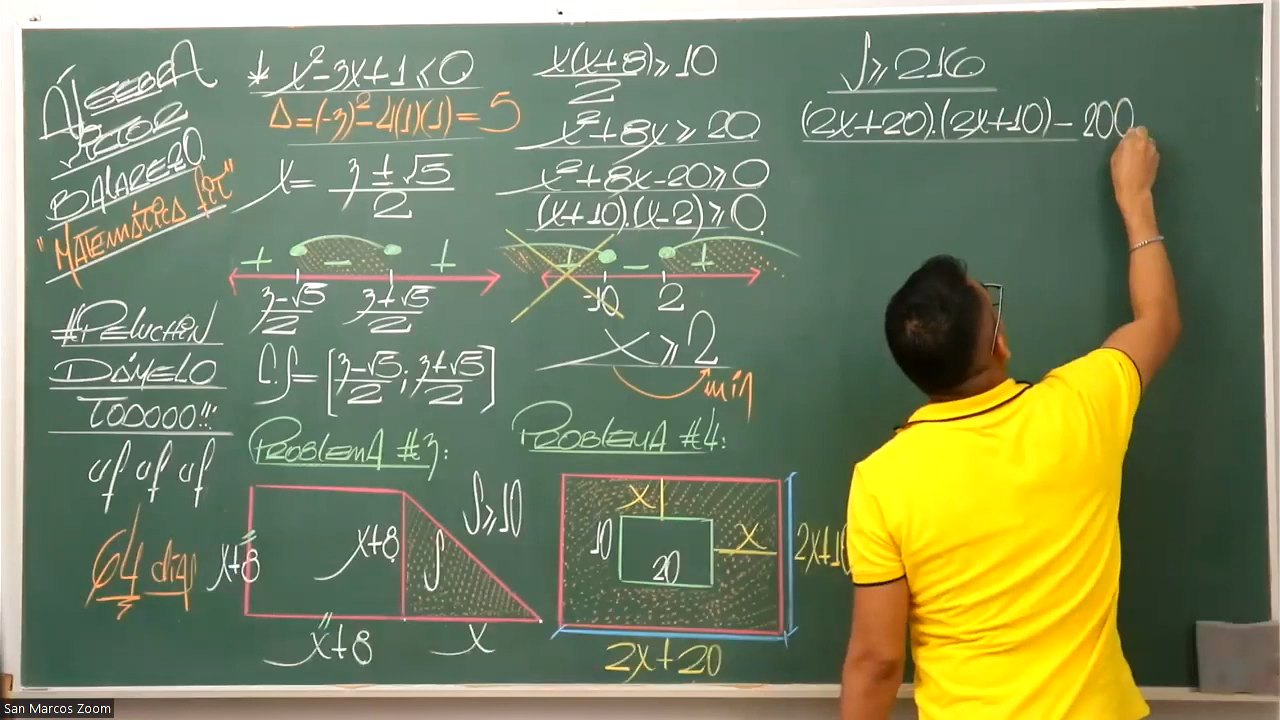 ÁLGEBRA
VÍCTOR
BALAREZO.
"MATEMÁTICA FIT"
#PELUCHÍN
DÁMELO
TODOOO!!!
uf uf uf
64 días
* x²-3x+1≤0
Δ=(-3)²-4(1)(1)=5
x= 3±√5/2
+ - +
3-√5/2 3+√5/2
C.S=[3-√5/2; 3+√5/2]
PROBLEMA #3:
x+8
x+8
S
S≥10
x+8
x
x(x+8)/2≥10
x²+8x≥20
x²+8x-20≥0
(x+10).(x-2)≥0
+ - +
-10 2
x≥2
min
PROBLEMA #4:
x
10
x
20
2x+10
2x+20
S≥216
(2x+20).(2x+10)-200
San Marcos Zoom